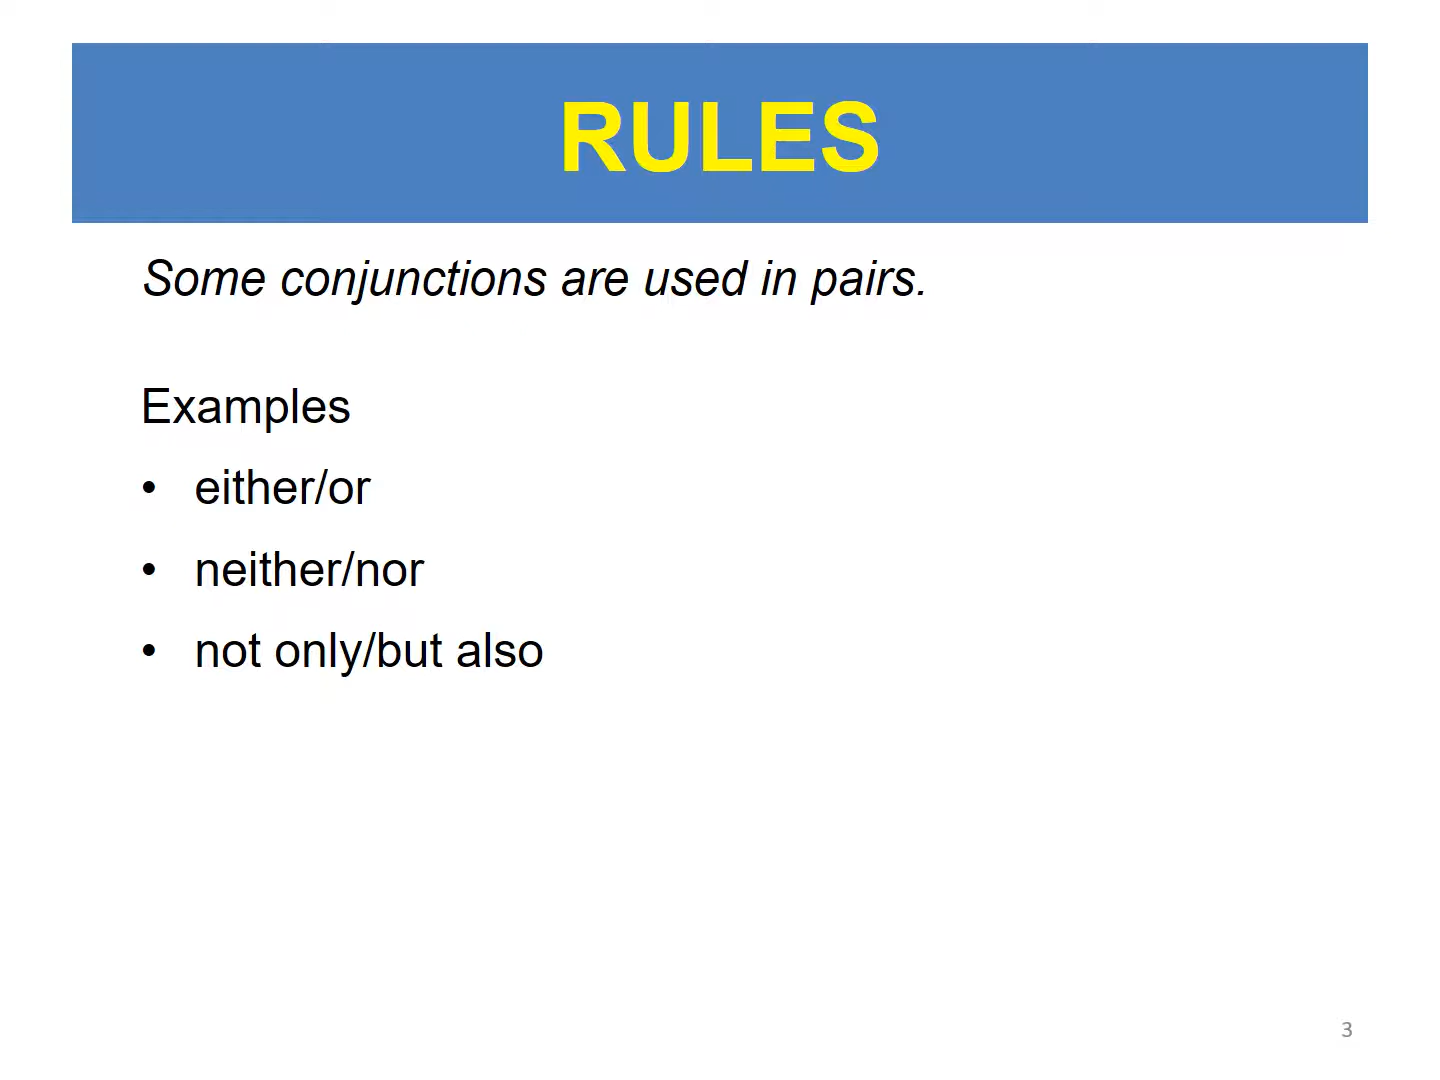 RULES
Some conjunctions are used in pairs.
Examples
• either/or
• neither/nor
• not only/but also
3